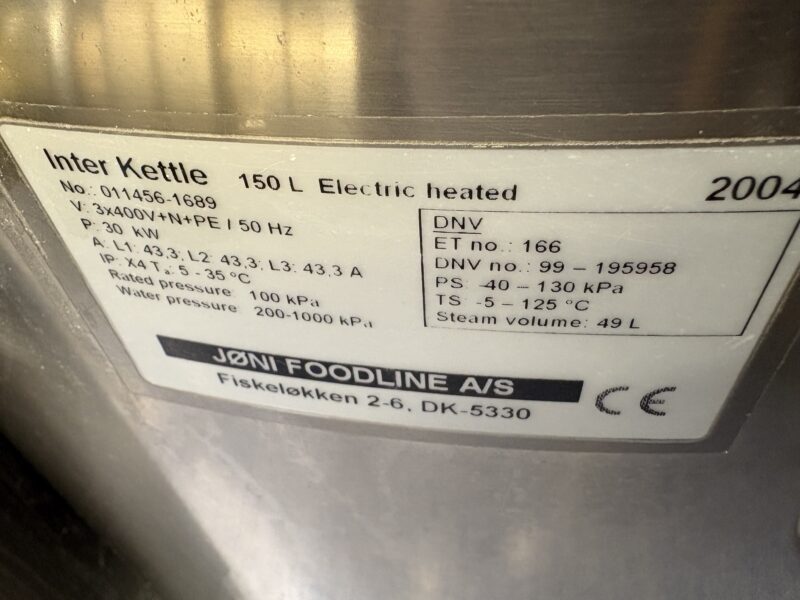 Inter Kettle 150 L Electric heated 2004
No.: 011456-1689
V: 3x400V+N+PE / 50 Hz
P: 30 kW
A: L1: 43,3; L2: 43,3; L3: 43,3 A
IP: X4 Ta: 5 - 35 °C
Rated pressure: 100 kPa
Water pressure: 200-1000 kPa
DNV
ET no.: 166
DNV no.: 99 – 195958
PS: -40 – 130 kPa
TS -5 – 125 °C
Steam volume: 49 L
JØNI FOODLINE A/S
Fiskeløkken 2-6, DK-5330
CE